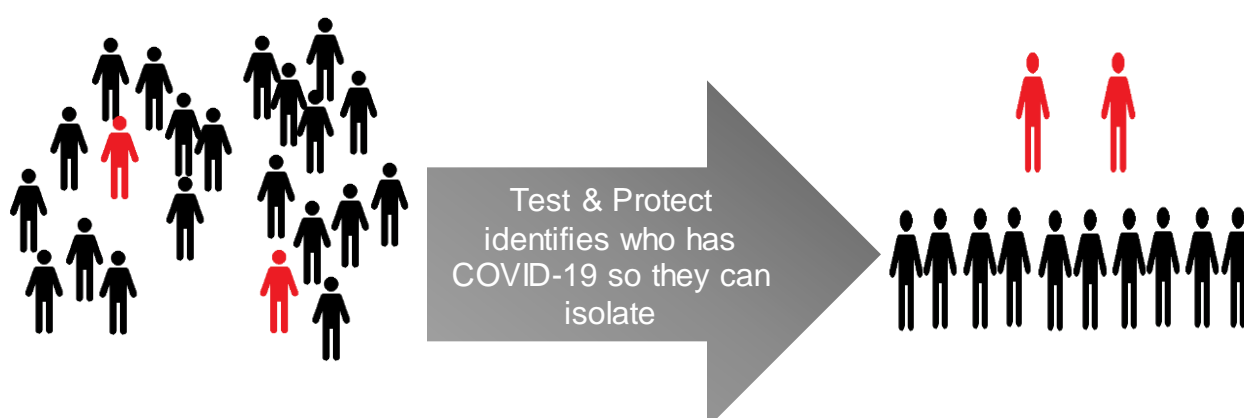 Test & Protect
identifies who has
COVID-19 so they can
isolate